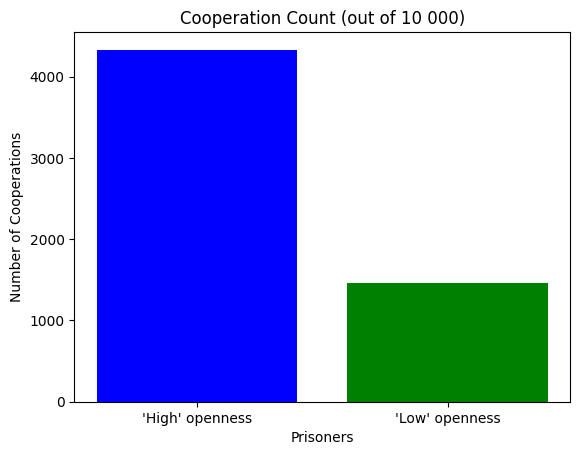 Cooperation Count (out of 10 000)
Number of Cooperations
4000
3000
2000
1000
0
'High' openness
'Low' openness
Prisoners